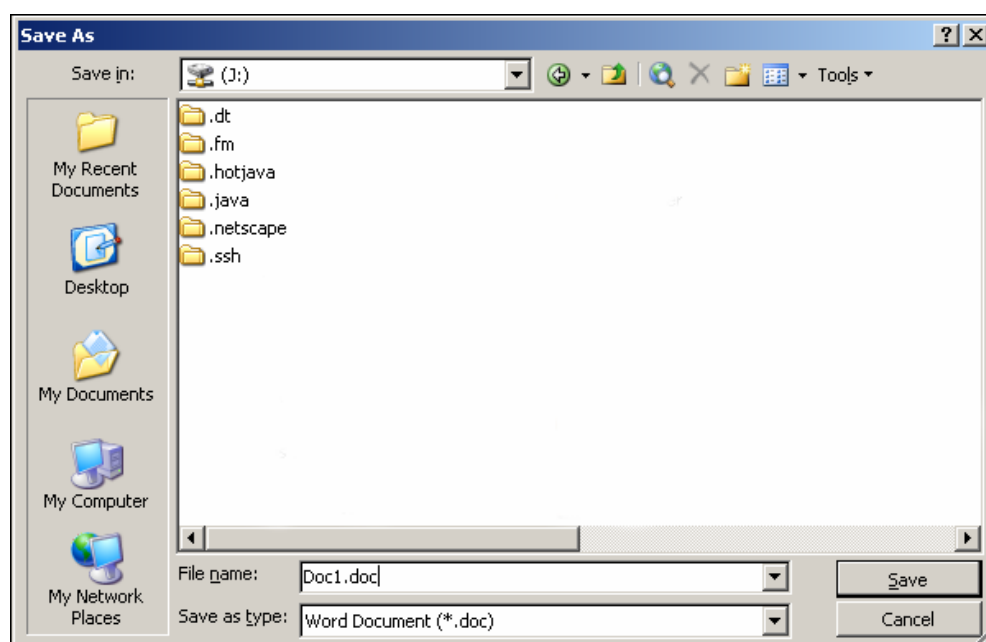 Save As
Save in:
(J:)
Tools
.dt
.fm
.hotjava
.java
.netscape
.ssh
My Recent
Documents
Desktop
My Documents
My Computer
My Network
Places
File name:
Doc1.doc
Save
Save as type:
Word Document (*.doc)
Cancel